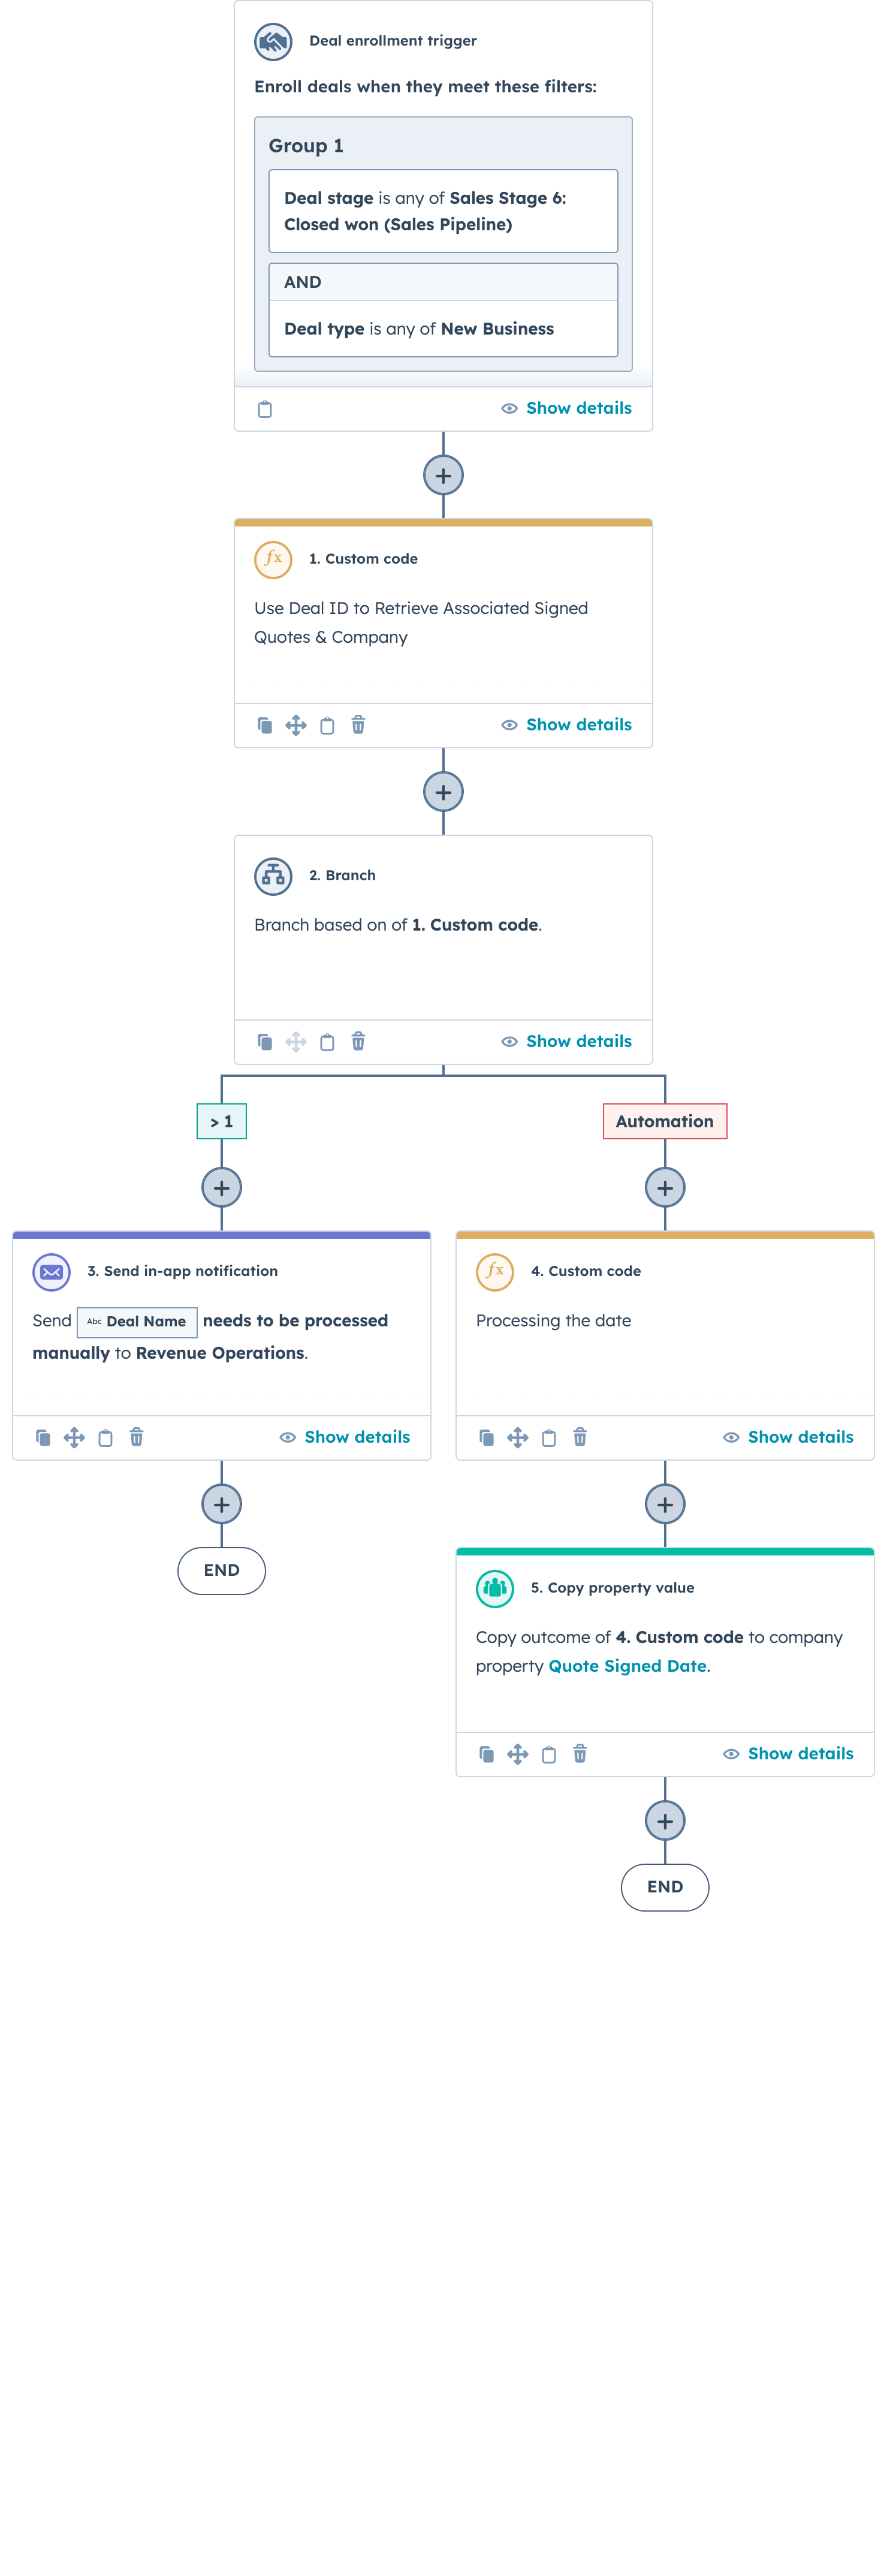 Deal enrollment trigger
Enroll deals when they meet these filters:
Group 1
Deal stage is any of Sales Stage 6:
Closed won (Sales Pipeline)
AND
Deal type is any of New Business
Show details
1. Custom code
Use Deal ID to Retrieve Associated Signed
Quotes & Company
Show details
2. Branch
Branch based on of 1. Custom code.
Show details
> 1
Automation
3. Send in-app notification
Send Abc Deal Name needs to be processed
manually to Revenue Operations.
Show details
END
4. Custom code
Processing the date
Show details
5. Copy property value
Copy outcome of 4. Custom code to company
property Quote Signed Date.
Show details
END